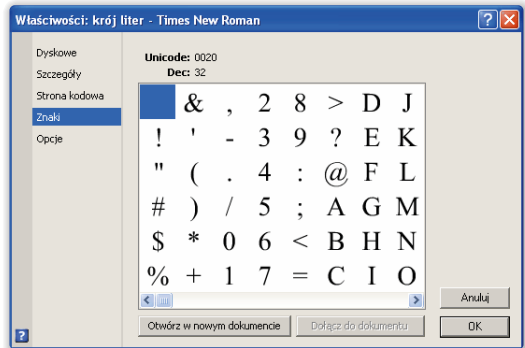 Właściwości: krój liter - Times New Roman
Dyskowe
Szczegóły
Strona kodowa
Znaki
Opcje
Unicode: 0020
Dec: 32
& , 2 8 > D J
! ' - 3 9 ? E K
" ( . 4 : @ F L
# ) / 5 ; A G M
$ * 0 6 < B H N
% + 1 7 = C I O
Otwórz w nowym dokumencie
Dołącz do dokumentu
Anuluj
OK